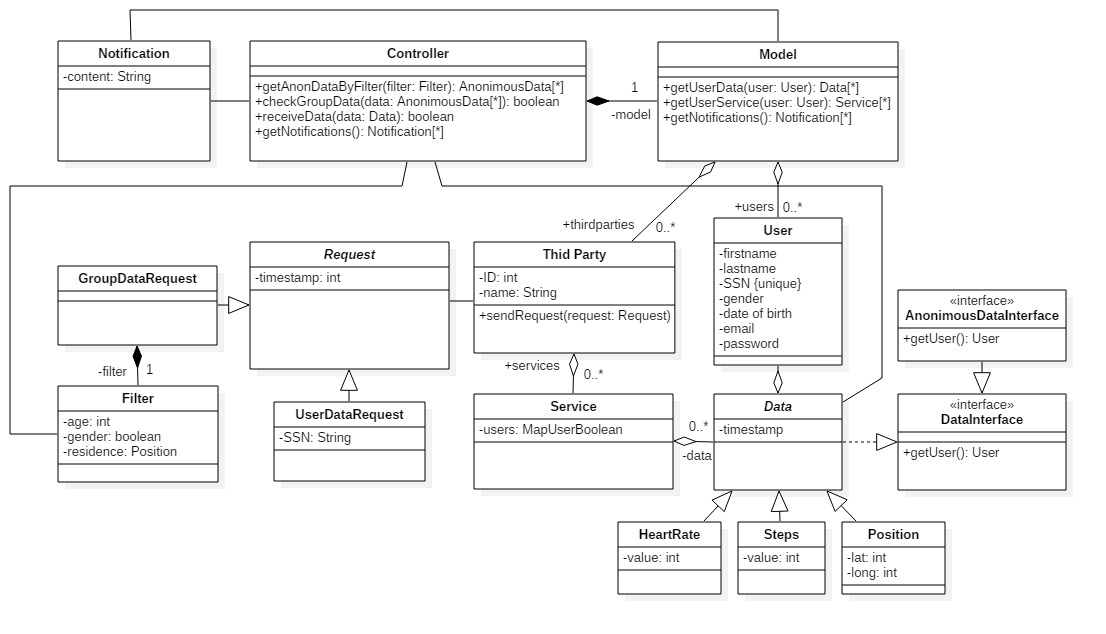 Notification
-content: String
Controller
+getAnonDataByFilter(filter: Filter): AnonimousData[*]
+checkGroupData(data: AnonimousData[*]): boolean
+receiveData(data: Data): boolean
+getNotifications(): Notification[*]
1
-model
Model
+getUserData(user: User): Data[*]
+getUserService(user: User): Service[*]
+getNotifications(): Notification[*]
+thirdparties
0..*
+users
0..*
GroupDataRequest
-filter
1
Filter
-age: int
-gender: boolean
-residence: Position
Request
-timestamp: int
UserDataRequest
-SSN: String
Thid Party
-ID: int
-name: String
+sendRequest(request: Request)
+services
0..*
Service
-users: MapUserBoolean
0..*
-data
User
-firstname
-lastname
-SSN {unique}
-gender
-date of birth
-email
-password
Data
-timestamp
«interface»
AnonimousDataInterface
+getUser(): User
«interface»
DataInterface
+getUser(): User
HeartRate
-value: int
Steps
-value: int
Position
-lat: int
-long: int